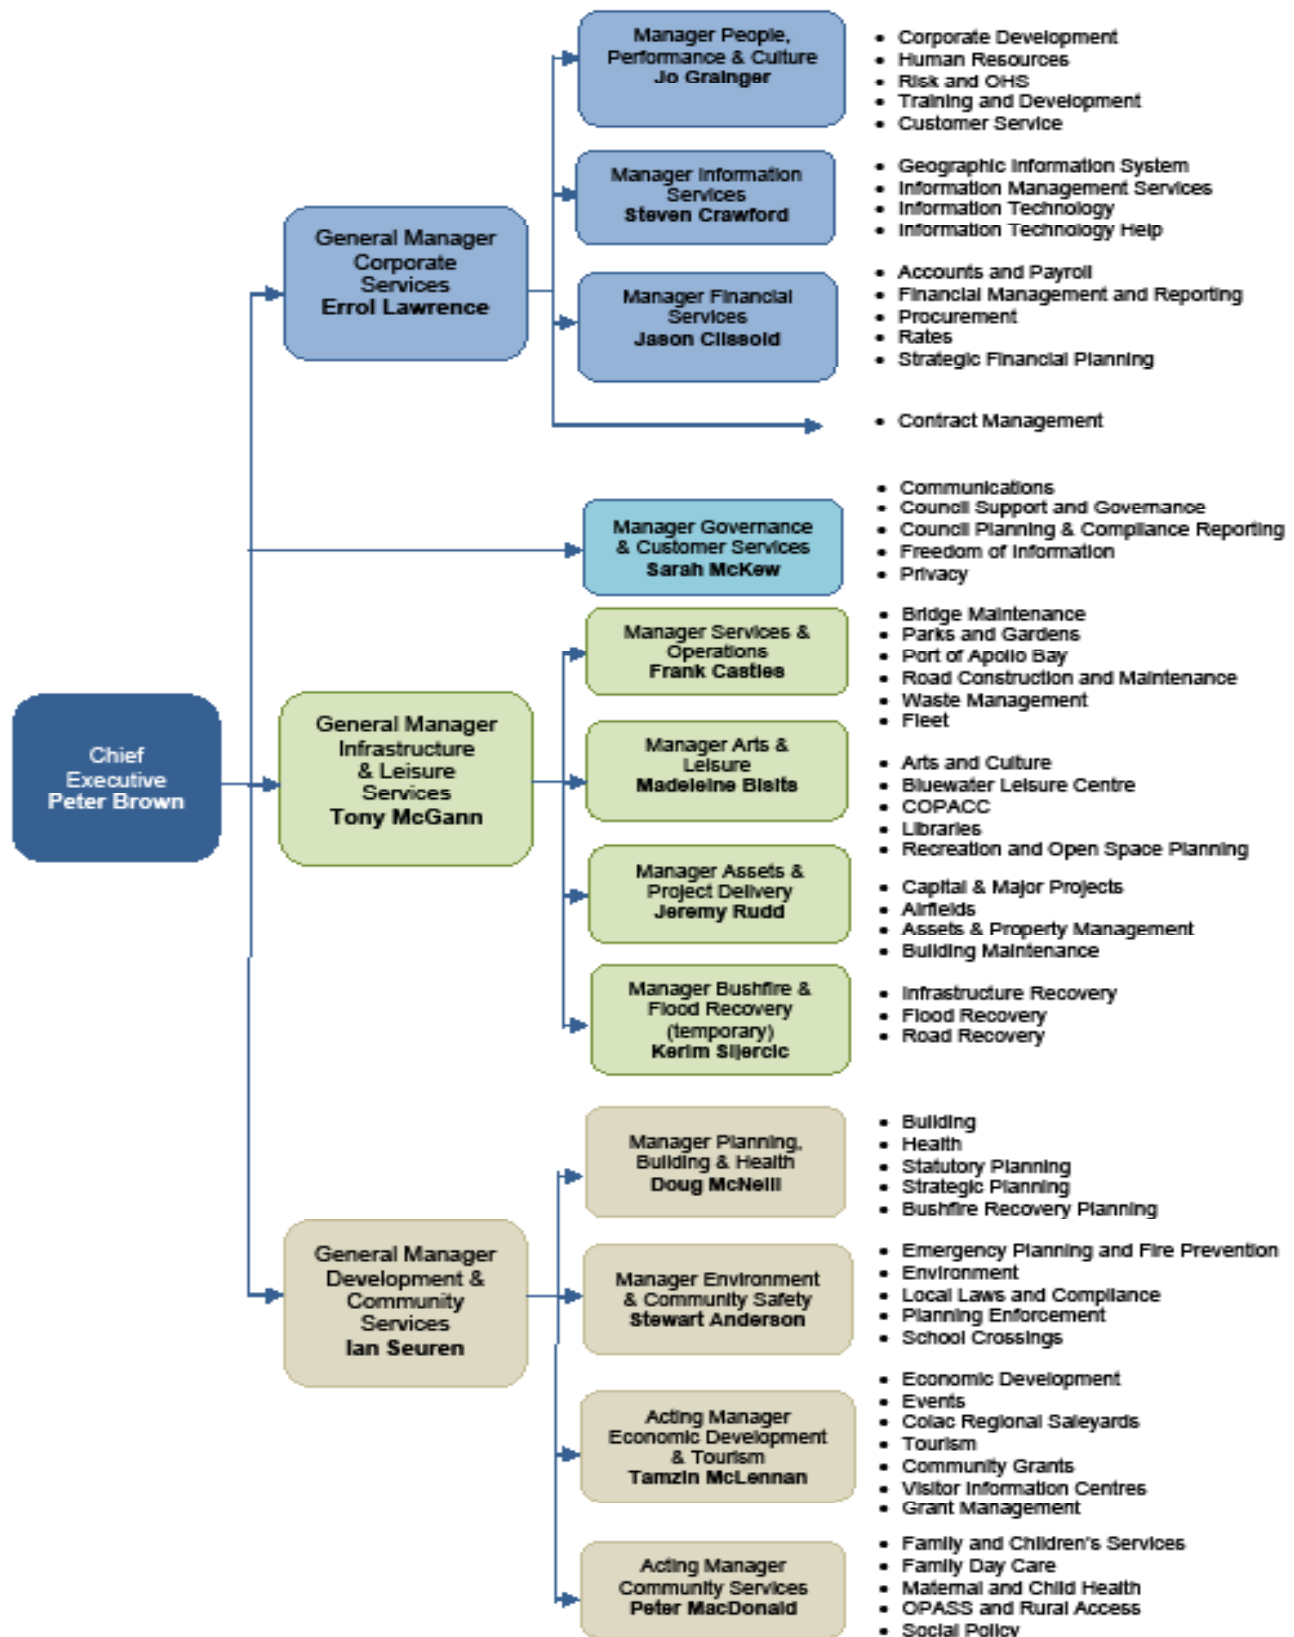 Chief
Executive
Peter Brown
General Manager
Corporate
Services
Errol Lawrence
Manager People,
Performance & Culture
Jo Grainger
• Corporate Development
• Human Resources
• Risk and OHS
• Training and Development
• Customer Service
Manager Information
Services
Steven Crawford
• Geographic Information System
• Information Management Services
• Information Technology
• Information Technology Help
Manager Financial
Services
Jason Clissold
• Accounts and Payroll
• Financial Management and Reporting
• Procurement
• Rates
• Strategic Financial Planning
• Contract Management
Manager Governance
& Customer Services
Sarah McKew
• Communications
• Council Support and Governance
• Council Planning & Compliance Reporting
• Freedom of Information
• Privacy
General Manager
Infrastructure
& Leisure
Services
Tony McGann
Manager Services &
Operations
Frank Castles
• Bridge Maintenance
• Parks and Gardens
• Port of Apollo Bay
• Road Construction and Maintenance
• Waste Management
• Fleet
Manager Arts &
Leisure
Madeleine Bisits
• Arts and Culture
• Bluewater Leisure Centre
• COPACC
• Libraries
• Recreation and Open Space Planning
Manager Assets &
Project Delivery
Jeremy Rudd
• Capital & Major Projects
• Airfields
• Assets & Property Management
• Building Maintenance
Manager Bushfire &
Flood Recovery
(temporary)
Kerim Sijercic
• Infrastructure Recovery
• Flood Recovery
• Road Recovery
General Manager
Development &
Community
Services
Ian Seuren
Manager Planning,
Building & Health
Doug McNeill
• Building
• Health
• Statutory Planning
• Strategic Planning
• Bushfire Recovery Planning
Manager Environment
& Community Safety
Stewart Anderson
• Emergency Planning and Fire Prevention
• Environment
• Local Laws and Compliance
• Planning Enforcement
• School Crossings
Acting Manager
Economic Development
& Tourism
Tamzin McLennan
• Economic Development
• Events
• Colac Regional Saleyards
• Tourism
• Community Grants
• Visitor Information Centres
• Grant Management
Acting Manager
Community Services
Peter MacDonald
• Family and Children's Services
• Family Day Care
• Maternal and Child Health
• OPASS and Rural Access
• Social Policy